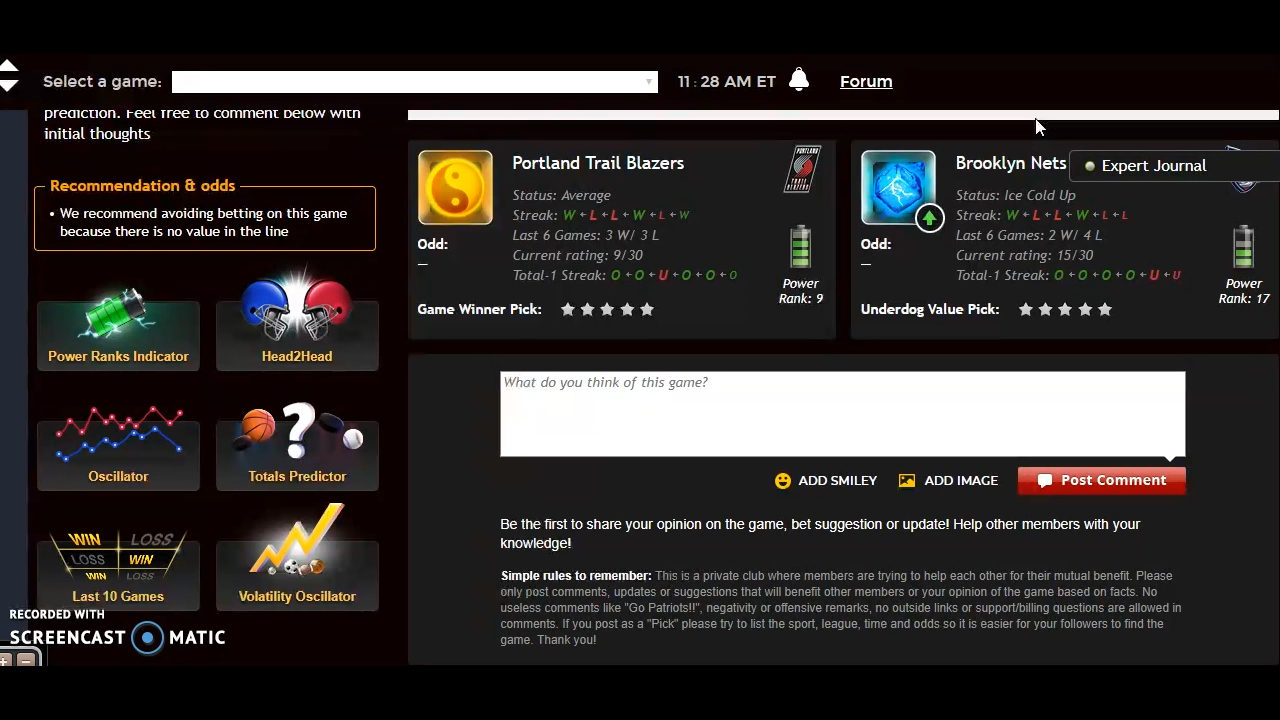 Select a game:
11:28 AM ET
Forum
prediction. Feel free to comment below with
initial thoughts
Recommendation & odds
• We recommend avoiding betting on this game
because there is no value in the line
Power Ranks Indicator
Head2Head
Oscillator
?
Totals Predictor
WIN LOSS
LOSS WIN
WIN LOSS
Last 10 Games
Volatility Oscillator
RECORDED WITH
SCREENCAST MATIC
Portland Trail Blazers
PORTLAND
Status: Average
Streak: W ← L ← L ← W ← L ← W
Last 6 Games: 3 W/ 3 L
Odd:
—
Current rating: 9/30
Total-1 Streak: O ← O ← U ← O ← O ← O
Power
Rank: 9
Game Winner Pick:
Brooklyn Nets
Expert Journal
Status: Ice Cold Up
Streak: W ← L ← L ← W ← L ← L
Last 6 Games: 2 W/ 4 L
Odd:
—
Current rating: 15/30
Total-1 Streak: O ← O ← O ← O ← U ← U
Power
Rank: 17
Underdog Value Pick:
What do you think of this game?
ADD SMILEY
ADD IMAGE
Post Comment
Be the first to share your opinion on the game, bet suggestion or update! Help other members with your
knowledge!
Simple rules to remember: This is a private club where members are trying to help each other for their mutual benefit. Please
only post comments, updates or suggestions that will benefit other members or your opinion of the game based on facts. No
useless comments like "Go Patriots!!", negativity or offensive remarks, no outside links or support/billing questions are allowed in
comments. If you post as a "Pick" please try to list the sport, league, time and odds so it is easier for your followers to find the
game. Thank you!